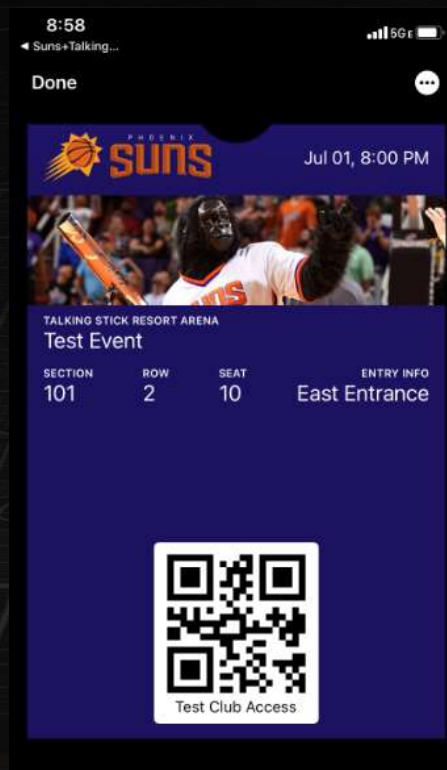 8:58
5G E
◀ Suns+Talking...
Done
PHOENIX
SUNS
Jul 01, 8:00 PM
SUNS
TALKING STICK RESORT ARENA
Test Event
SECTION ROW SEAT ENTRY INFO
101 2 10 East Entrance
Test Club Access